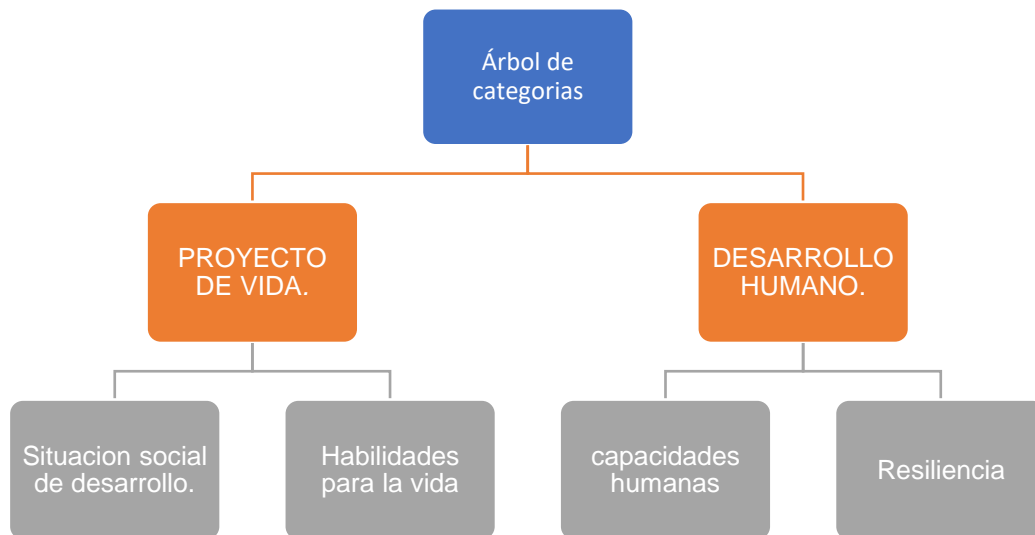 Árbol de
categorias
PROYECTO
DE VIDA.
DESARROLLO
HUMANO.
Situacion social
de desarrollo.
Habilidades
para la vida
capacidades
humanas
Resiliencia